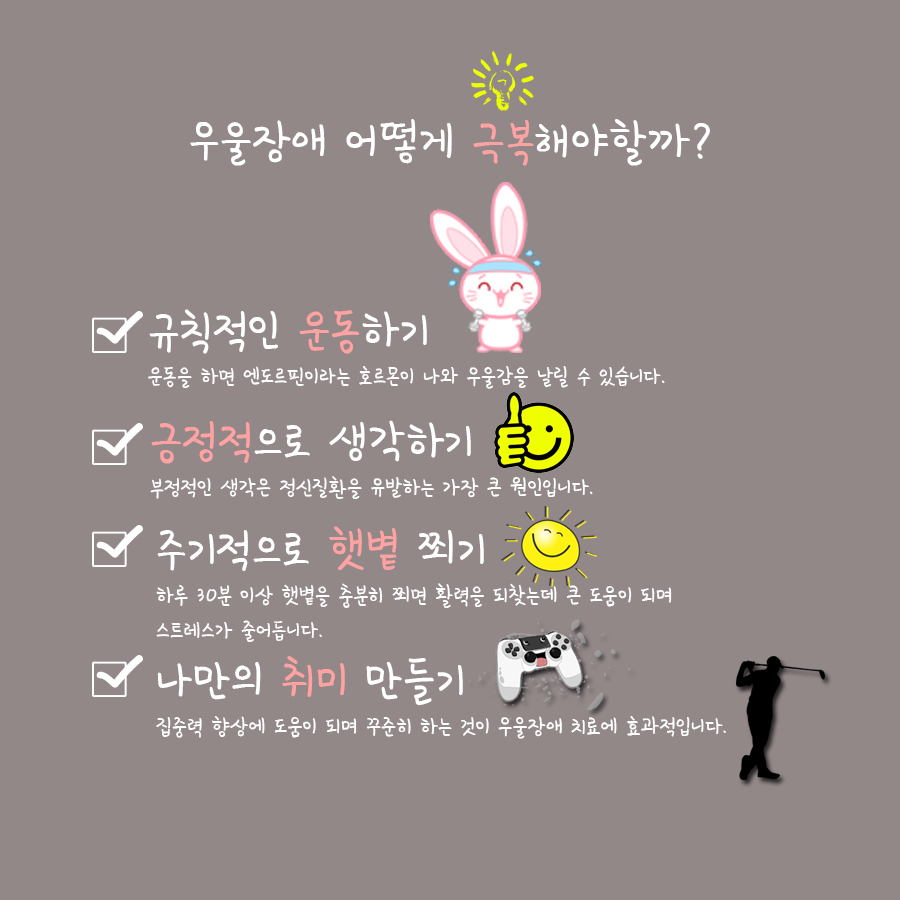 우울장애 어떻게 극복해야할까?
규칙적인 운동하기
운동을 하면 엔도르핀이라는 호르몬이 나와 우울감을 날릴 수 있습니다.
긍정적으로 생각하기
부정적인 생각은 정신질환을 유발하는 가장 큰 원인입니다.
주기적으로 햇볕 쬐기
하루 30분 이상 햇볕을 충분히 쬐면 활력을 되찾는데 큰 도움이 되며
스트레스가 줄어듭니다.
나만의 취미 만들기
집중력 향상에 도움이 되며 꾸준히 하는 것이 우울장애 치료에 효과적입니다.